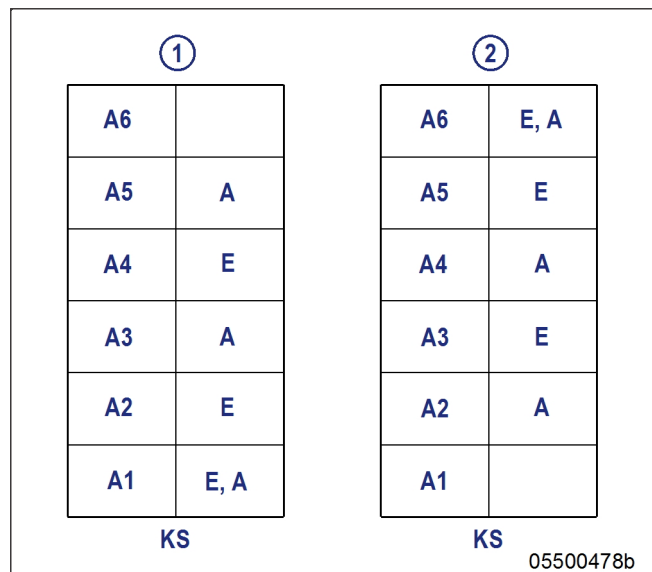 1 2
A6 A6 E, A
A5 A A5 E
A4 E A4 A
A3 A A3 E
A2 E A2 A
A1 E, A A1
KS KS
05500478b